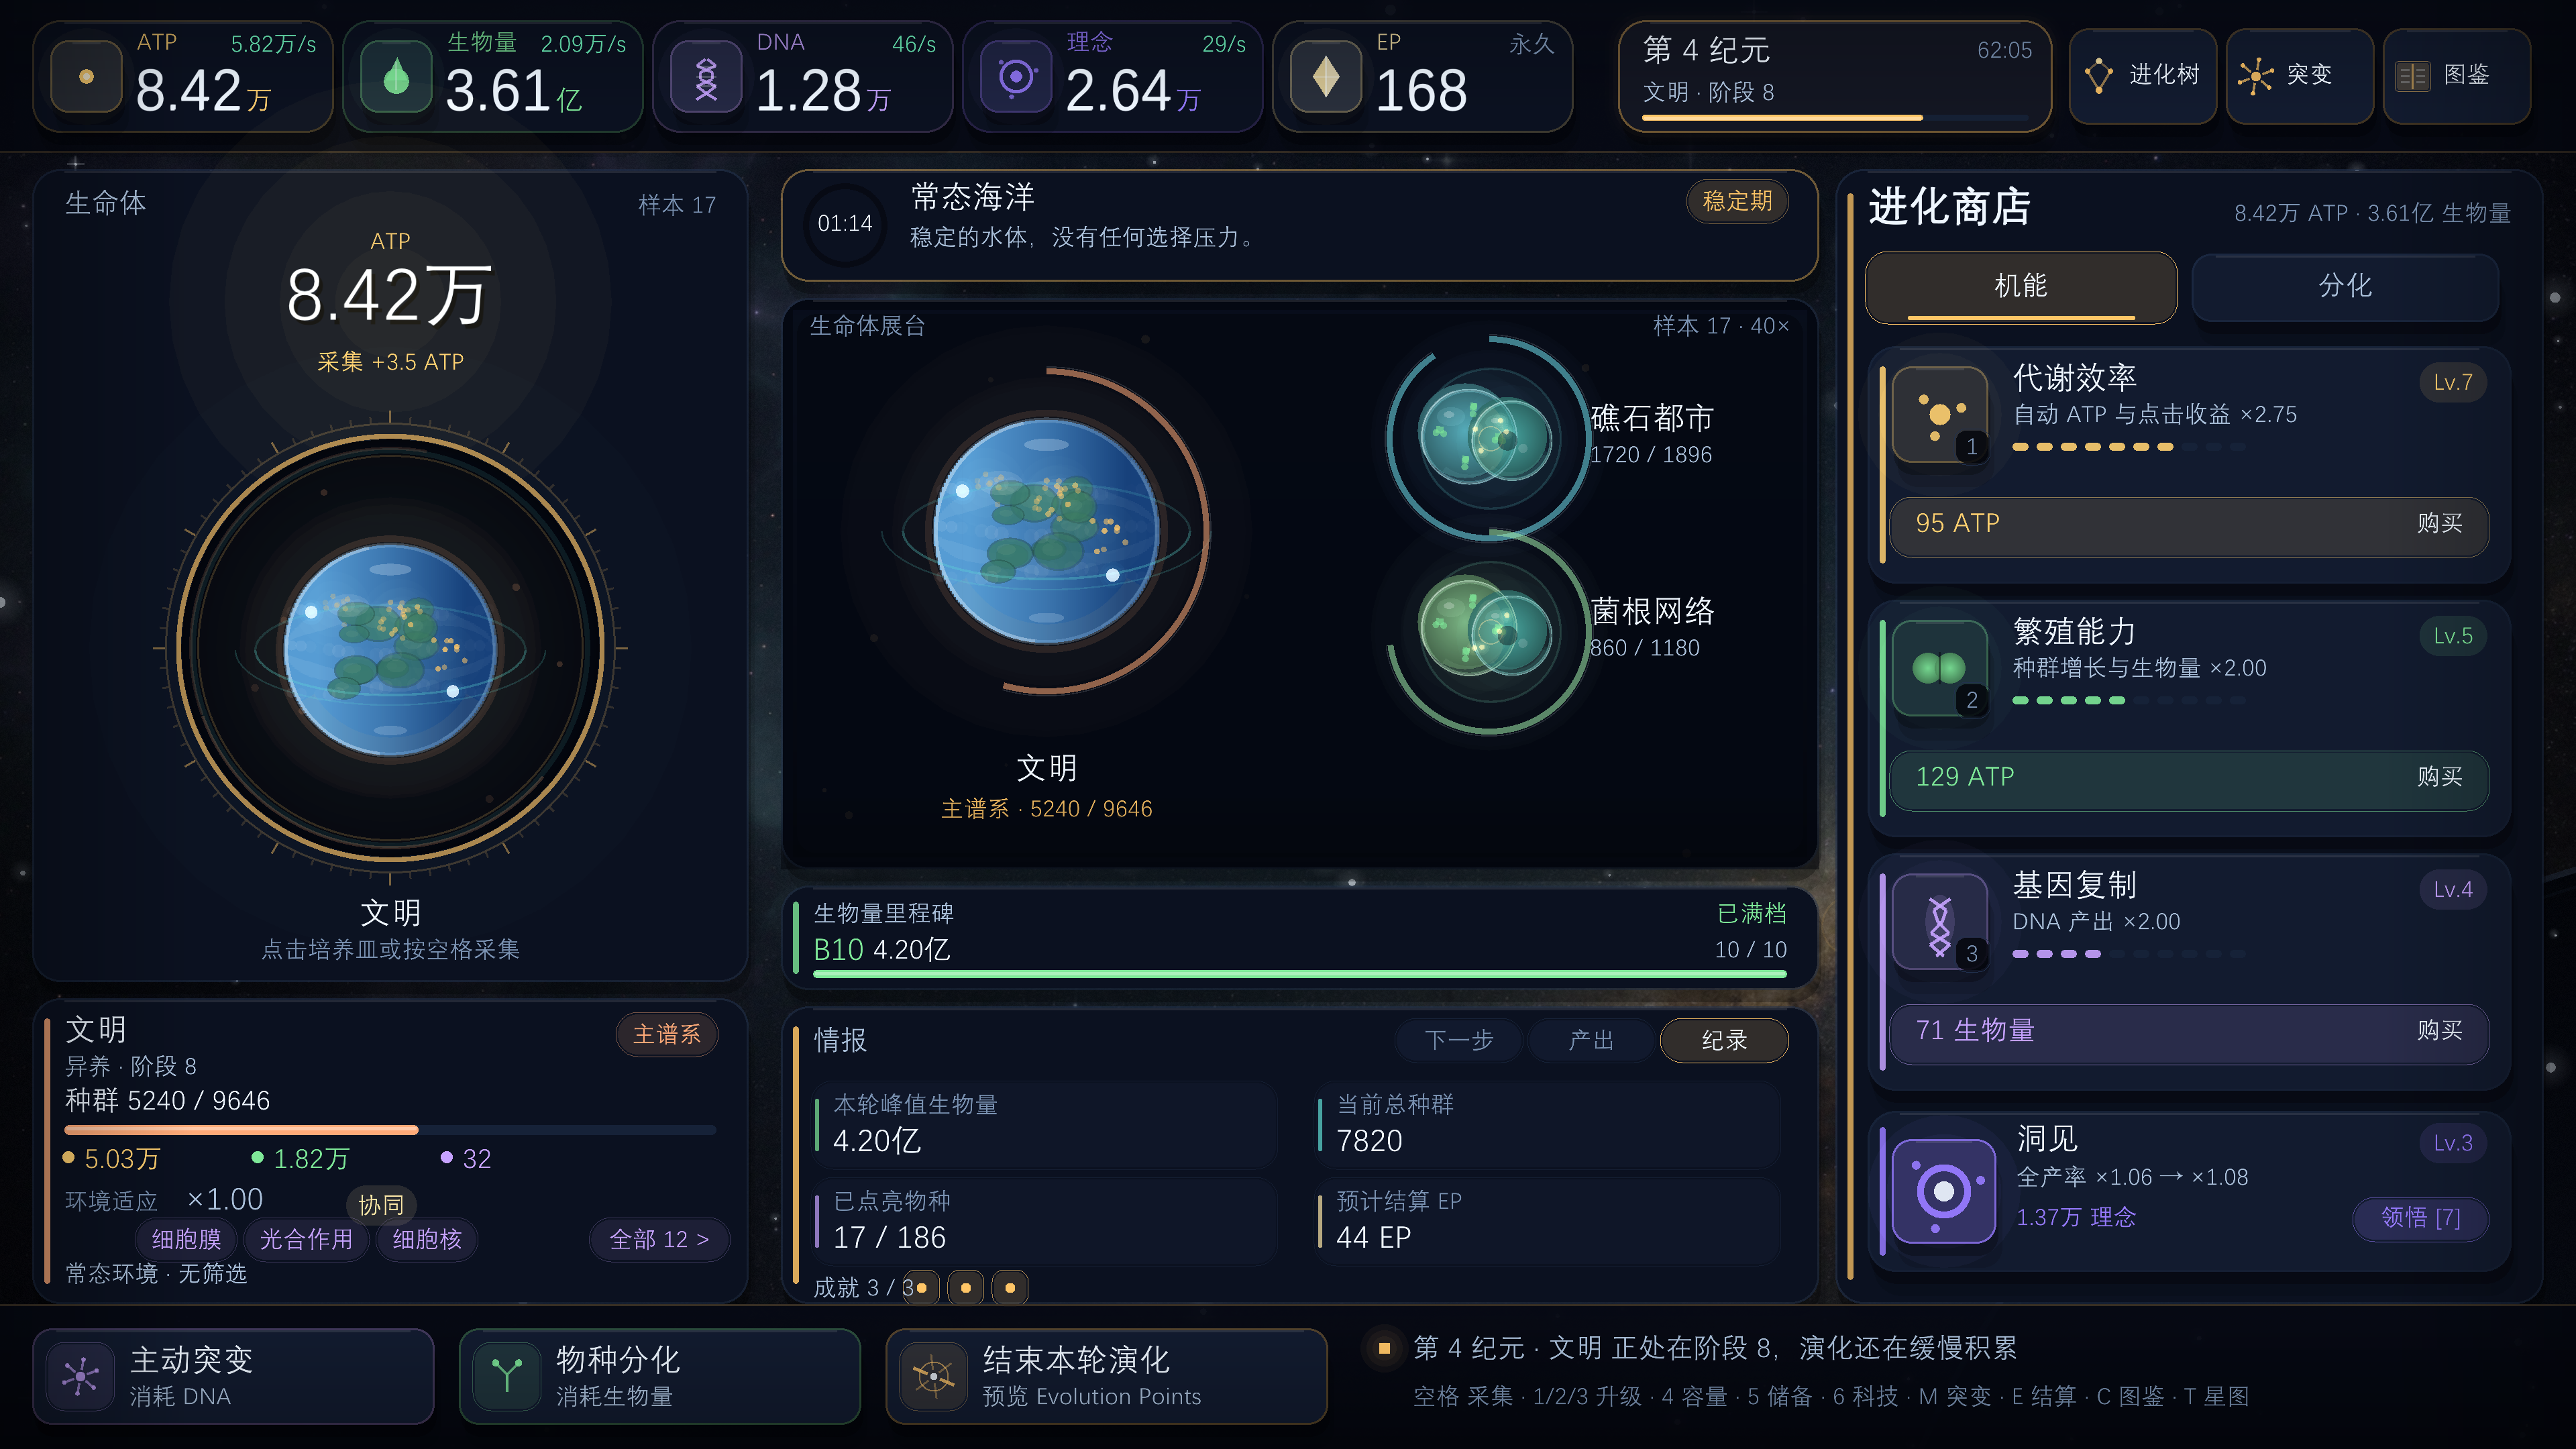 ATP 5.82万/s
8.42万
生物量 2.09万/s
3.61亿
DNA 46/s
1.28万
理念 29/s
2.64万
EP 永久
168
第 4 纪元 62:05
文明 · 阶段 8
进化树
突变
图鉴
生命体 样本 17
ATP
8.42万
采集 +3.5 ATP
文明
点击培养皿或按空格采集
文明 主谱系
异养 · 阶段 8
种群 5240 / 9646
5.03万 1.82万 32
环境适应 ×1.00 协同
细胞膜 光合作用 细胞核 全部 12 >
常态环境 · 无筛选
01:14
常态海洋 稳定期
稳定的水体，没有任何选择压力。
生命体展台 样本 17 · 40×
礁石都市
1720 / 1896
菌根网络
860 / 1180
文明
主谱系 · 5240 / 9646
生物量里程碑 已满档
B10 4.20亿 10 / 10
情报 下一步 产出 纪录
本轮峰值生物量
4.20亿
当前总种群
7820
已点亮物种
17 / 186
预计结算 EP
44 EP
成就 3 / 3
进化商店 8.42万 ATP · 3.61亿 生物量
机能 分化
代谢效率 Lv.7
自动 ATP 与点击收益 ×2.75
1
95 ATP 购买
繁殖能力 Lv.5
种群增长与生物量 ×2.00
2
129 ATP 购买
基因复制 Lv.4
DNA 产出 ×2.00
3
71 生物量 购买
洞见 Lv.3
全产率 ×1.06 → ×1.08
1.37万 理念 领悟 [7]
主动突变
消耗 DNA
物种分化
消耗生物量
结束本轮演化
预览 Evolution Points
第 4 纪元 · 文明 正处在阶段 8，演化还在缓慢积累
空格 采集 · 1/2/3 升级 · 4 容量 · 5 储备 · 6 科技 · M 突变 · E 结算 · C 图鉴 · T 星图